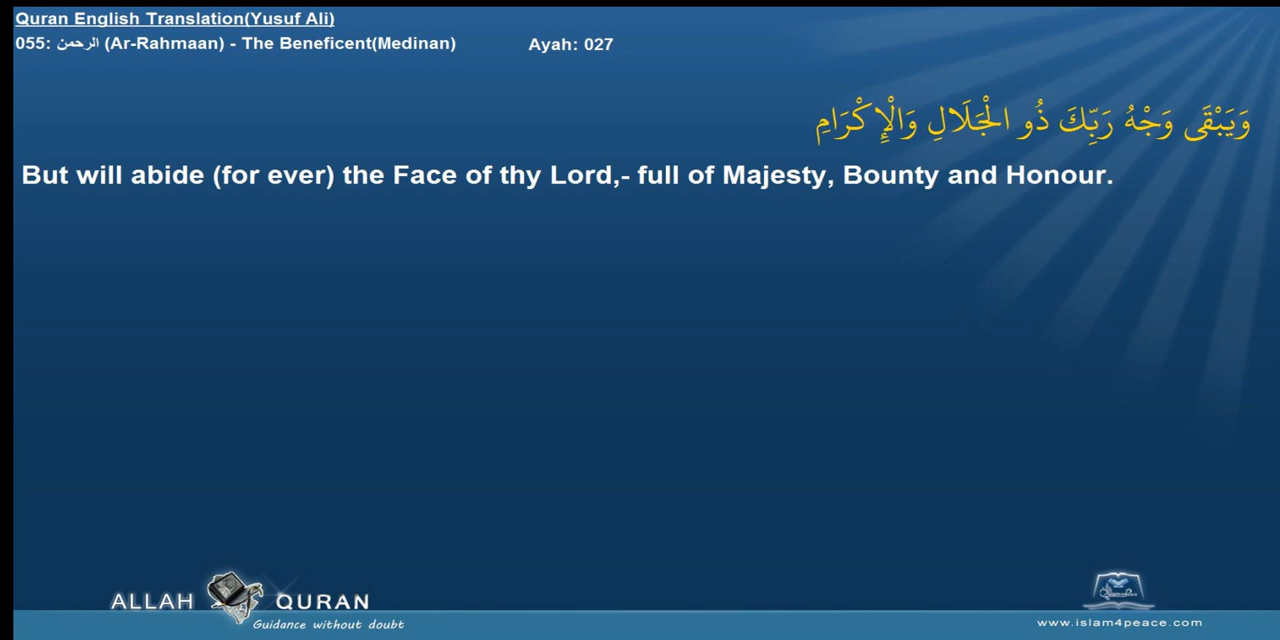 Quran English Translation(Yusuf Ali)
055: الرحمن (Ar-Rahmaan) - The Beneficent(Medinan) Ayah: 027
وَيَبْقَى وَجْهُ رَبِّكَ ذُو الْجَلَالِ وَالْإِكْرَامِ
But will abide (for ever) the Face of thy Lord,- full of Majesty, Bounty and Honour.
ALLAH QURAN
Guidance without doubt
www.islam4peace.com